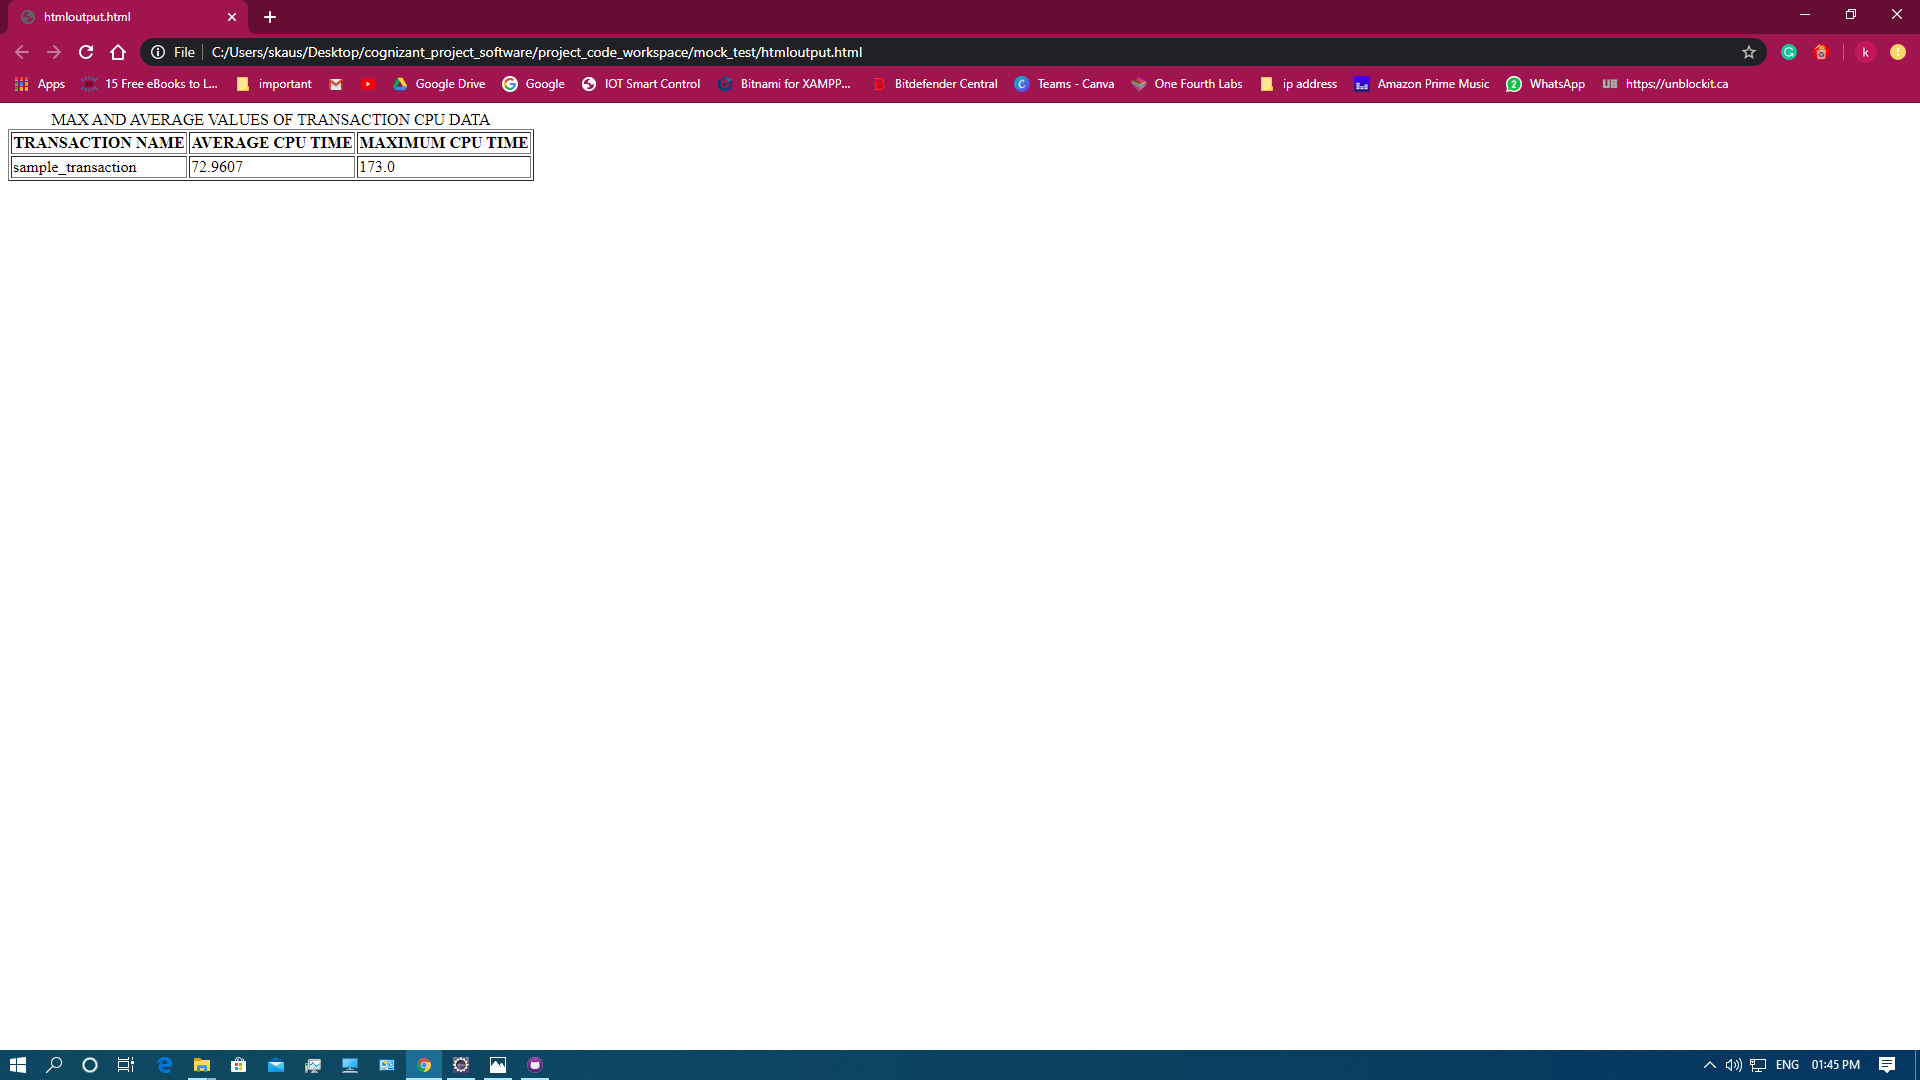 htmloutput.html
File C:/Users/skaus/Desktop/cognizant_project_software/project_code_workspace/mock_test/htmloutput.html k
Apps 15 Free eBooks to L... important Google Drive Google IOT Smart Control Bitnami for XAMPP... Bitdefender Central Teams - Canva One Fourth Labs ip address Amazon Prime Music WhatsApp https://unblockit.ca
MAX AND AVERAGE VALUES OF TRANSACTION CPU DATA
TRANSACTION NAME AVERAGE CPU TIME MAXIMUM CPU TIME
sample_transaction 72.9607 173.0
ENG 01:45 PM